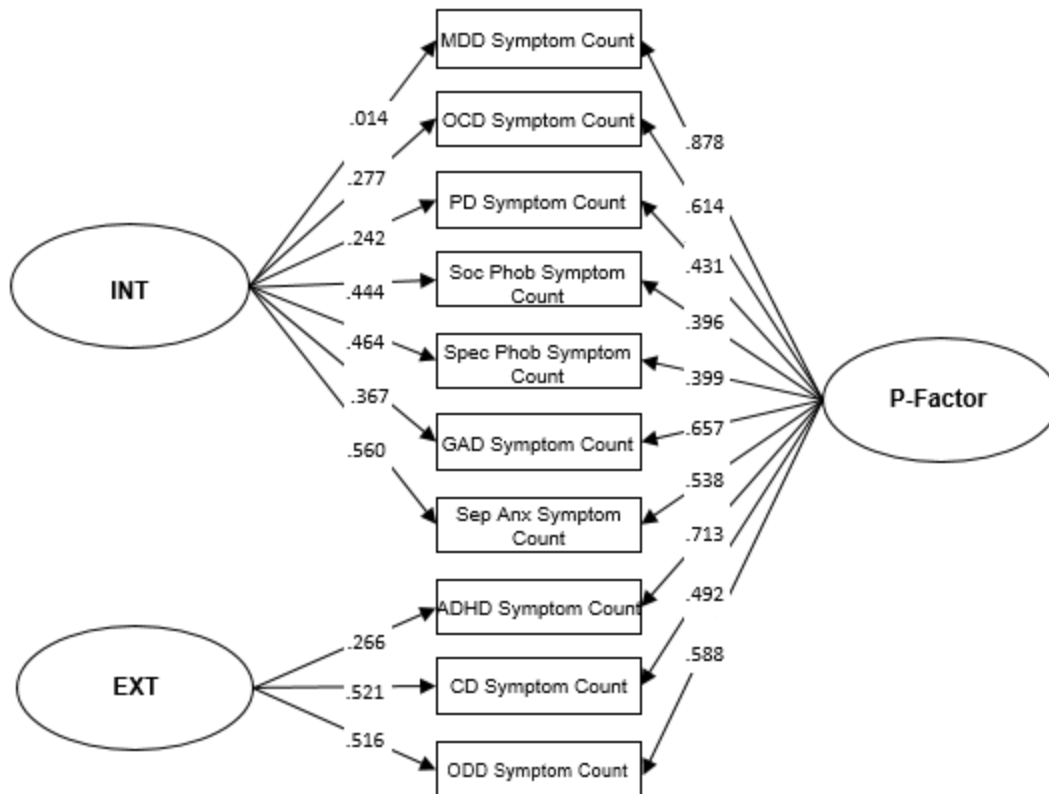 MDD Symptom Count
.014
OCD Symptom Count
.878
.277
PD Symptom Count
.614
.242
Soc Phob Symptom
Count
.431
INT
.444
.396
Spec Phob Symptom
Count
.464
.399
P-Factor
.367
GAD Symptom Count
.657
.560
.538
Sep Anx Symptom
Count
.713
ADHD Symptom Count
.492
.266
.588
EXT
CD Symptom Count
.521
.516
ODD Symptom Count